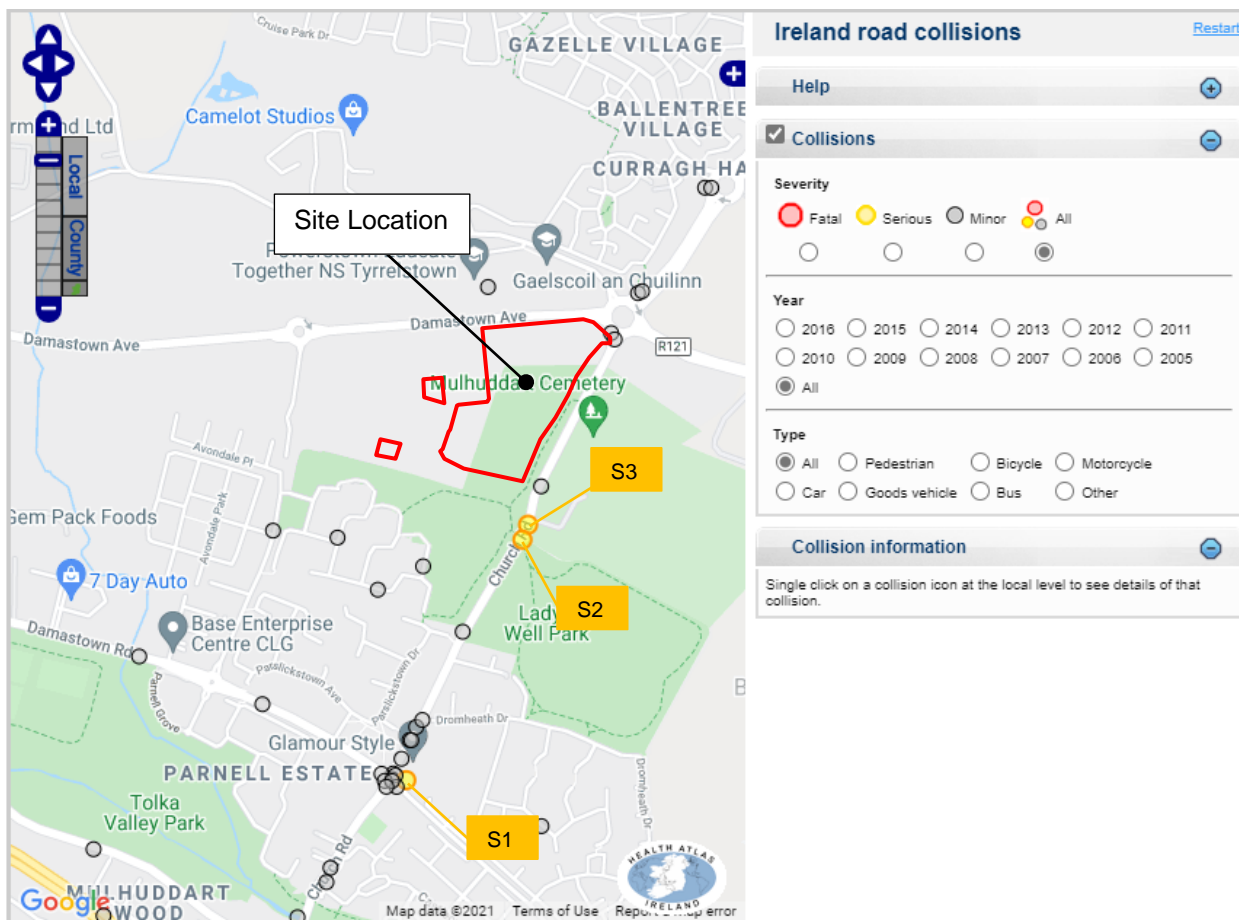 Cruise Park Dr
GAZELLE VILLAGE
Camelot Studios
BALLENTREE
VILLAGE
Ltd
CURRAGH HA
Local
County
Site Location
Together NS Tyrrelstown
Gaelscoil an Chuilinn
Damastown Ave
Damastown Ave
R121
Mulhuddart Cemetery
Avondale Pl
Avondale Park
S3
Gem Pack Foods
Church
7 Day Auto
S2
Base Enterprise
Centre CLG
Lady
Well Park
Damastown Rd
Parslickstown Ave
Parslickstown Dr
Parnell Grove
Dromheath Dr
Glamour Style
PARNELL ESTATE
Dromheath Dr
Tolka
Valley Park
S1
Church Rd
HEALTH ATLAS
IRELAND
MULHUDDART
WOOD
Google
Map data ©2021 Terms of Use Report a map error
Ireland road collisions
Restart
Help
Collisions
Severity
Fatal Serious Minor All
Year
2016 2015 2014 2013 2012 2011
2010 2009 2008 2007 2006 2005
All
Type
All Pedestrian Bicycle Motorcycle
Car Goods vehicle Bus Other
Collision information
Single click on a collision icon at the local level to see details of that
collision.